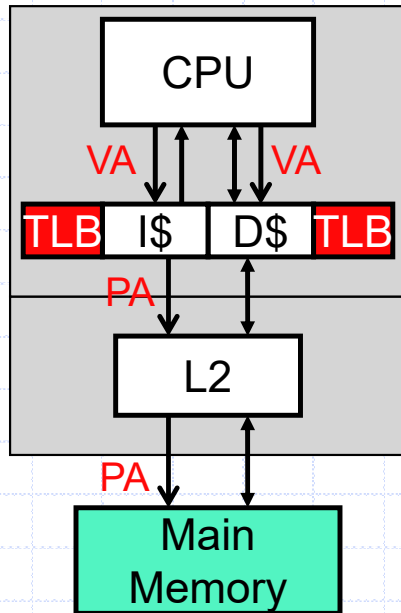 CPU
VA VA
TLB I$ D$ TLB
PA
L2
PA
Main
Memory